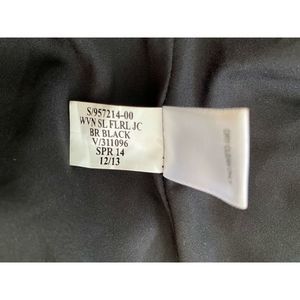 S/957214-00
WVN SL FLRL JC
BR BLACK
V/311096
SPR 14
12/13